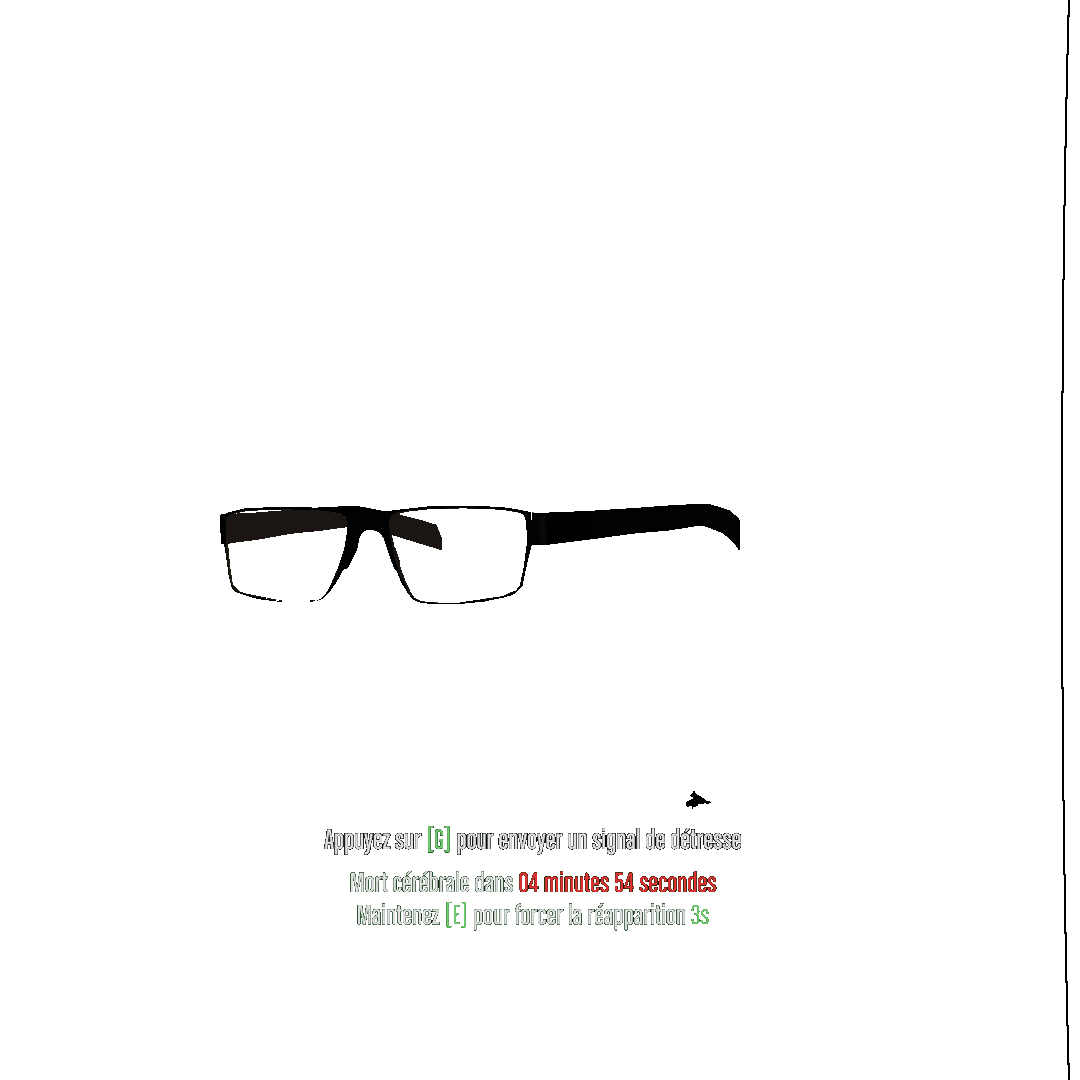 Appuyez sur [G] pour envoyer un signal de détresse
Mort cérébrale dans 04 minutes 54 secondes
Maintenez [E] pour forcer la réapparition 3s